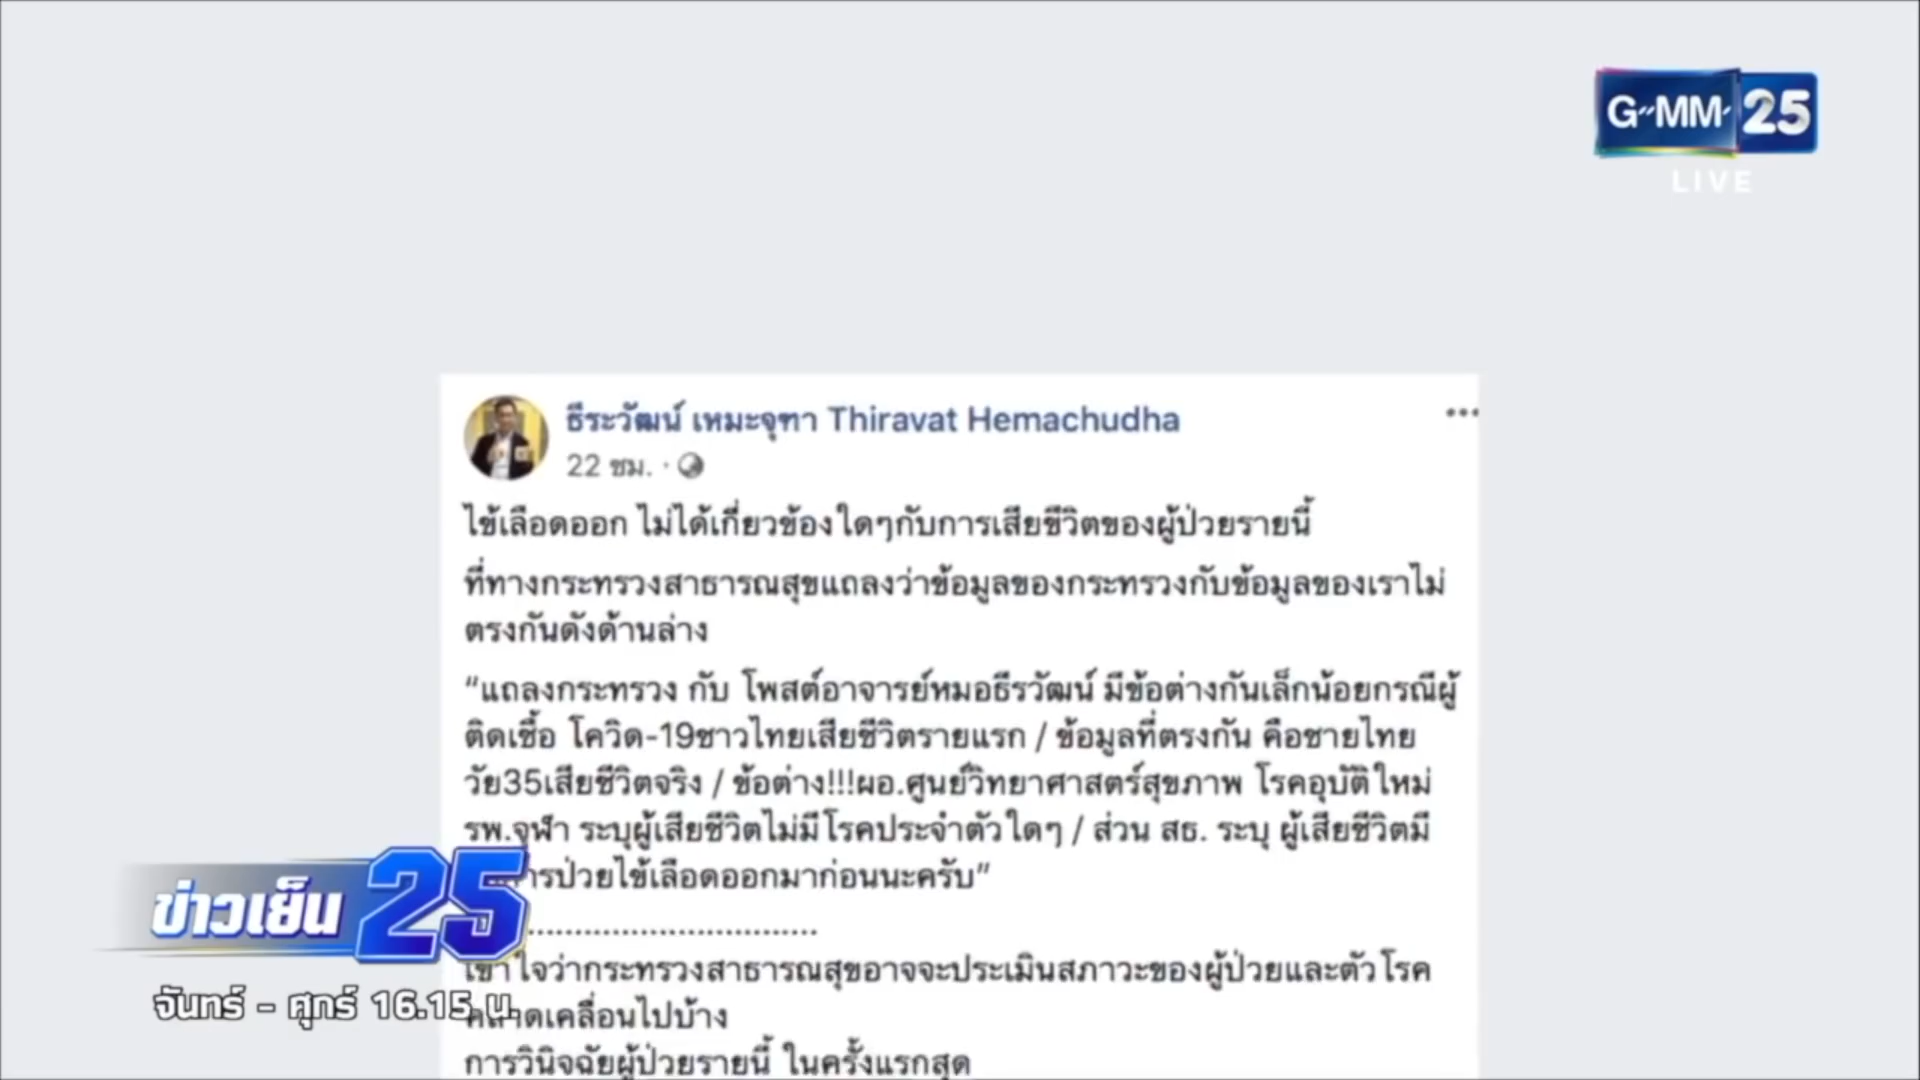 GMM 25
LIVE
ธีระวัฒน์ เหมะจุฑา Thiravat Hemachudha
22 ชม.
ไข้เลือดออก ไม่ได้เกี่ยวข้องใดๆกับการเสียชีวิตของผู้ป่วยรายนี้
ที่ทางกระทรวงสาธารณสุขแถลงว่าข้อมูลของกระทรวงกับข้อมูลของเราไม่
ตรงกันดังด้านล่าง
“แถลงกระทรวง กับ โพสต์อาจารย์หมอธีรวัฒน์ มีข้อต่างกันเล็กน้อยกรณีผู้
ติดเชื้อ โควิด-19ชาวไทยเสียชีวิตรายแรก / ข้อมูลที่ตรงกัน คือชายไทย
วัย35เสียชีวิตจริง / ข้อต่าง!!!ผอ.ศูนย์วิทยาศาสตร์สุขภาพ โรคอุบัติใหม่
รพ.จุฬา ระบุผู้เสียชีวิตไม่มีโรคประจำตัวใดๆ / ส่วน สธ. ระบุ ผู้เสียชีวิตมี
ป่วยไข้เลือดออกมาก่อนนะครับ”
..............................
เข้าใจว่ากระทรวงสาธารณสุขอาจจะประเมินสภาวะของผู้ป่วยและตัวโรค
คลาดเคลื่อนไปบ้าง
การวินิจฉัยผู้ป่วยรายนี้ ในครั้งแรกสุด
ข่าวเย็น 25
จันทร์ - ศุกร์ 16.15 น.